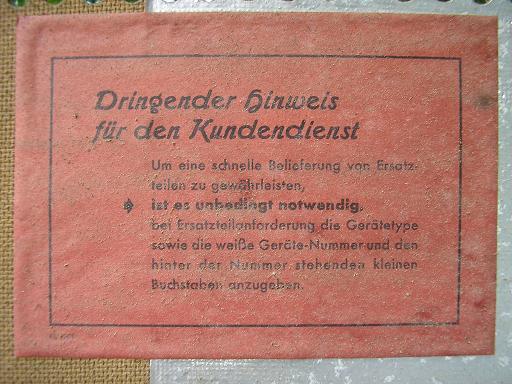 Dringender Hinweis
für den Kundendienst
Um eine schnelle Belieferung von Ersatz-
teilen zu gewährleisten,
ist es unbedingt notwendig,
bei Ersatzteilanforderung die Gerätetype
sowie die weiße Geräte-Nummer und den
hinter der Nummer stehenden kleinen
Buchstaben anzugeben.